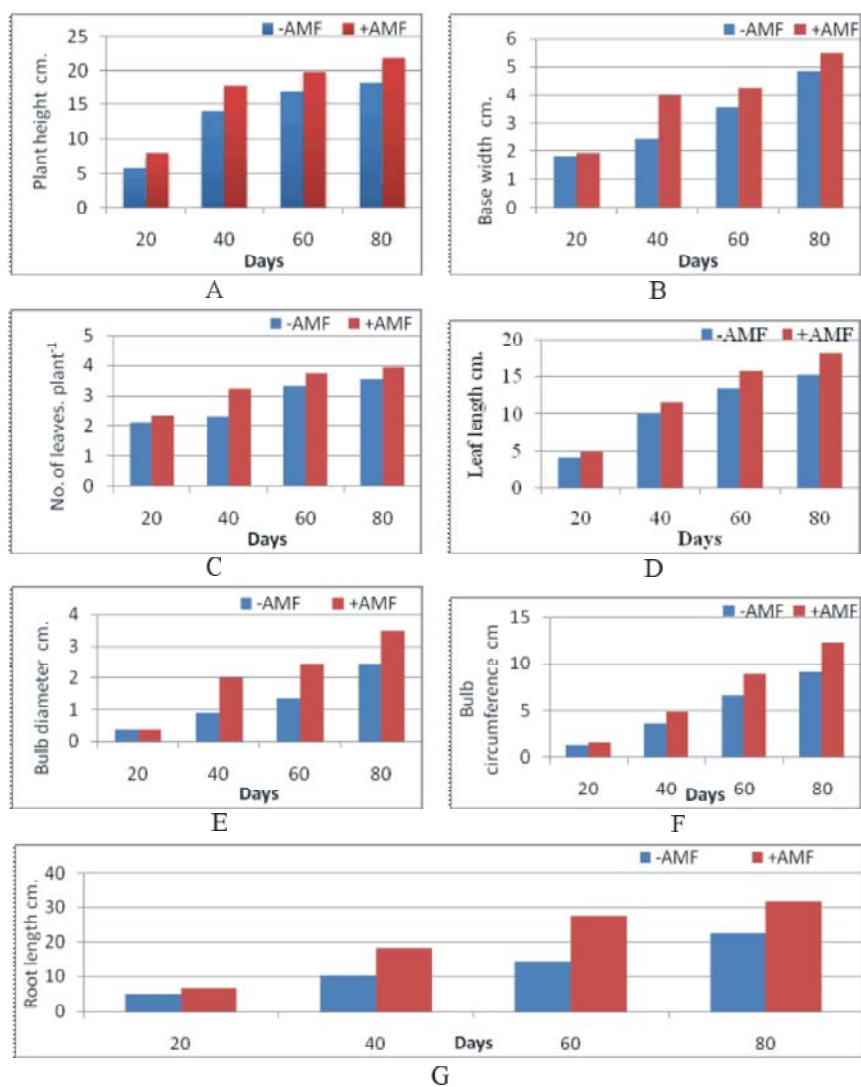 -AMF +AMF
Plant height cm.
25
20
15
10
5
0
20 40 60 80
Days
A
-AMF +AMF
Base width cm.
6
5
4
3
2
1
0
20 40 60 80
Days
B
-AMF +AMF
No. of leaves. plant⁻¹
5
4
3
2
1
0
20 40 60 80
Days
C
-AMF +AMF
Leaf length cm.
20
15
10
5
0
20 40 60 80
Days
D
-AMF +AMF
Bulb diameter cm.
4
3
2
1
0
20 40 60 80
Days
E
-AMF +AMF
Bulb
circumference cm
15
10
5
0
20 40 60 80
Days
F
-AMF +AMF
Root length cm.
40
30
20
10
0
20 40 60 80
Days
G